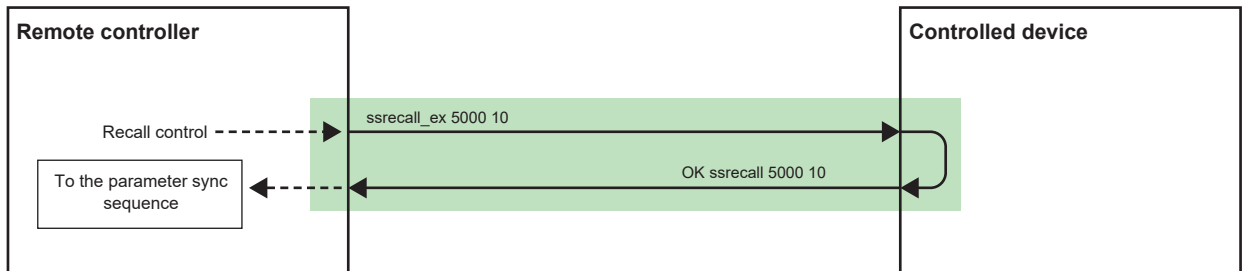 Remote controller
Controlled device
ssrecall_ex 5000 10
Recall control
OK ssrecall 5000 10
To the parameter sync
sequence